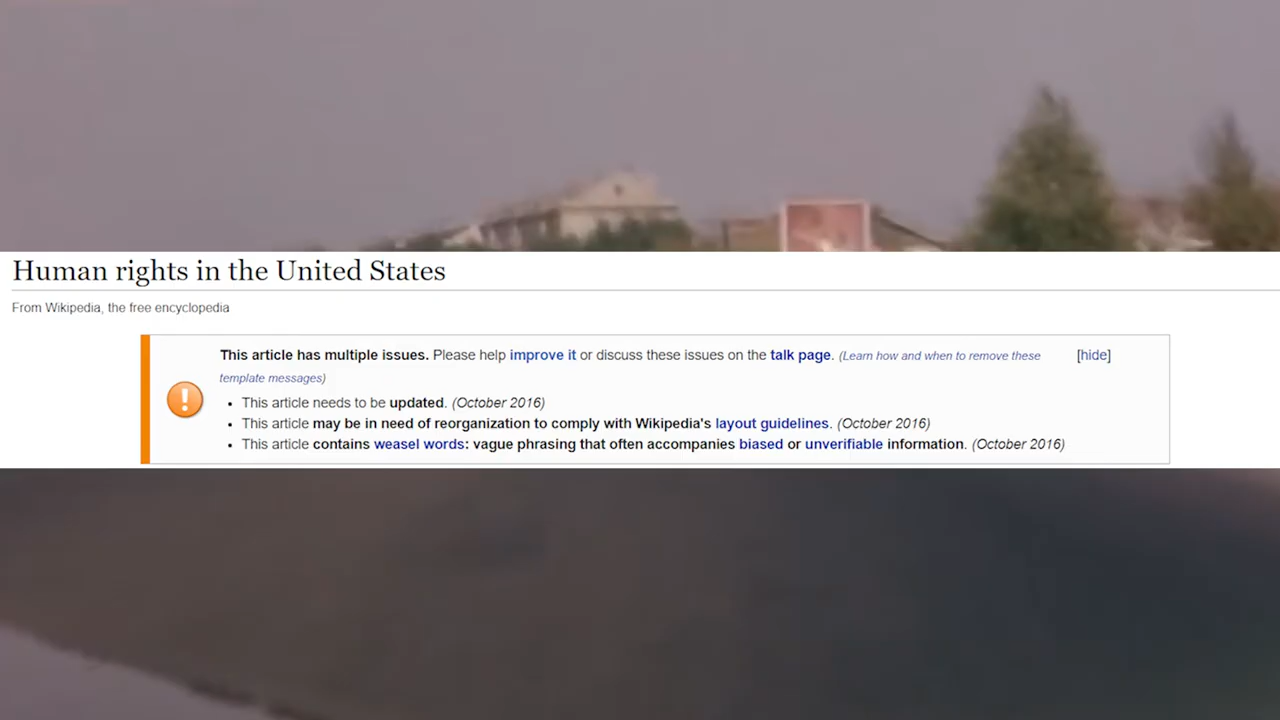 Human rights in the United States
From Wikipedia, the free encyclopedia
This article has multiple issues. Please help improve it or discuss these issues on the talk page. (Learn how and when to remove these [hide]
template messages)
• This article needs to be updated. (October 2016)
• This article may be in need of reorganization to comply with Wikipedia's layout guidelines. (October 2016)
• This article contains weasel words: vague phrasing that often accompanies biased or unverifiable information. (October 2016)